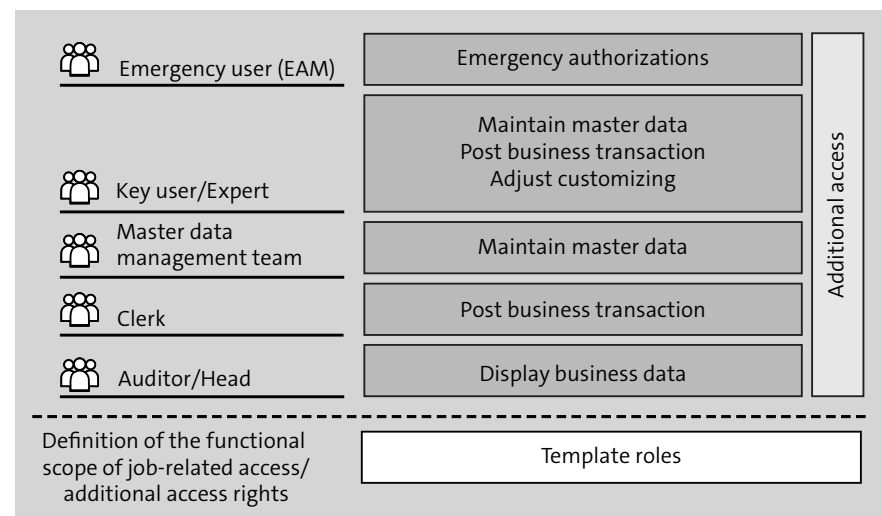 Emergency user (EAM)
Emergency authorizations
Key user/Expert
Maintain master data
Post business transaction
Adjust customizing
Master data
management team
Maintain master data
Clerk
Post business transaction
Auditor/Head
Display business data
Additional access
Definition of the functional
scope of job-related access/
additional access rights
Template roles